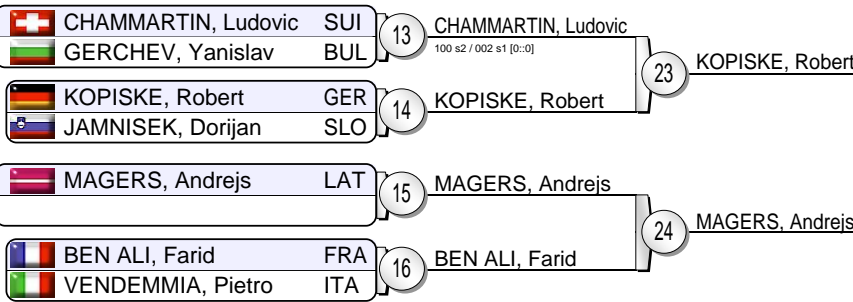 CHAMMARTIN, Ludovic SUI
GERCHEV, Yanislav BUL
13
CHAMMARTIN, Ludovic
100 s2 / 002 s1 [0::0]
KOPISKE, Robert GER
JAMNISEK, Dorijan SLO
14
KOPISKE, Robert
23
KOPISKE, Robert
MAGERS, Andrejs LAT
15
MAGERS, Andrejs
BEN ALI, Farid FRA
VENDEMMIA, Pietro ITA
16
BEN ALI, Farid
24
MAGERS, Andrejs